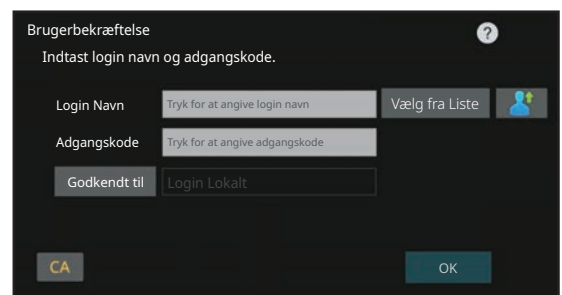 Brugerbekræftelse
?
Indtast login navn og adgangskode.
Login Navn Tryk for at angive login navn Vælg fra Liste
Adgangskode Tryk for at angive adgangskode
Godkendt til Login Lokalt
CA OK